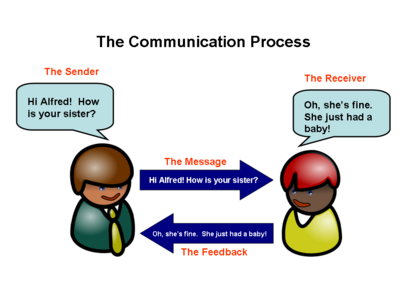 The Communication Process
The Sender
The Receiver
Hi Alfred!  How
is your sister?
Oh, she's fine.
She just had a
baby!
The Message
Hi Alfred! How is your sister?
Oh, she's fine.  She just had a baby!
The Feedback